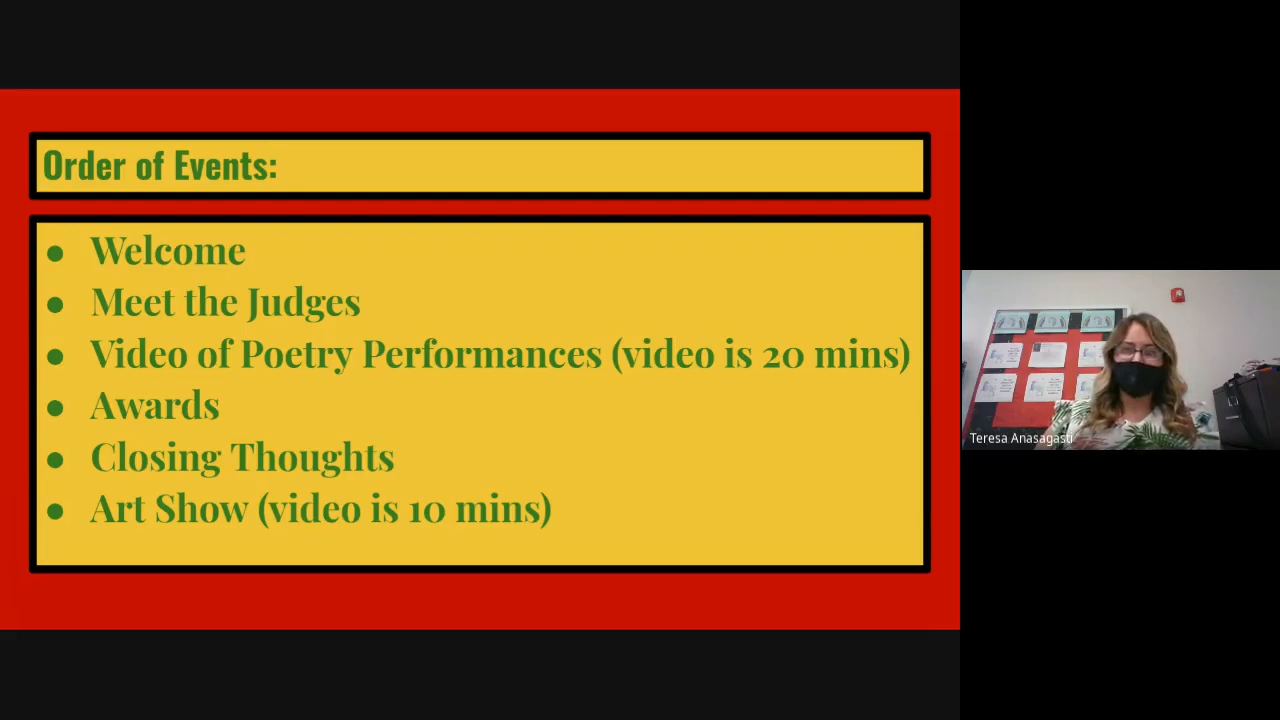 Order of Events:
● Welcome
● Meet the Judges
● Video of Poetry Performances (video is 20 mins)
● Awards
● Closing Thoughts
● Art Show (video is 10 mins)
Teresa Anasagasti